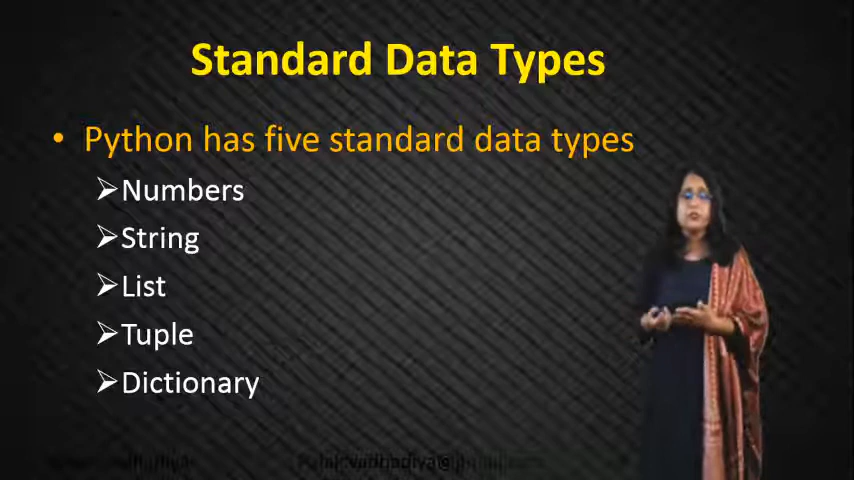 Standard Data Types
• Python has five standard data types
➢Numbers
➢String
➢List
➢Tuple
➢Dictionary